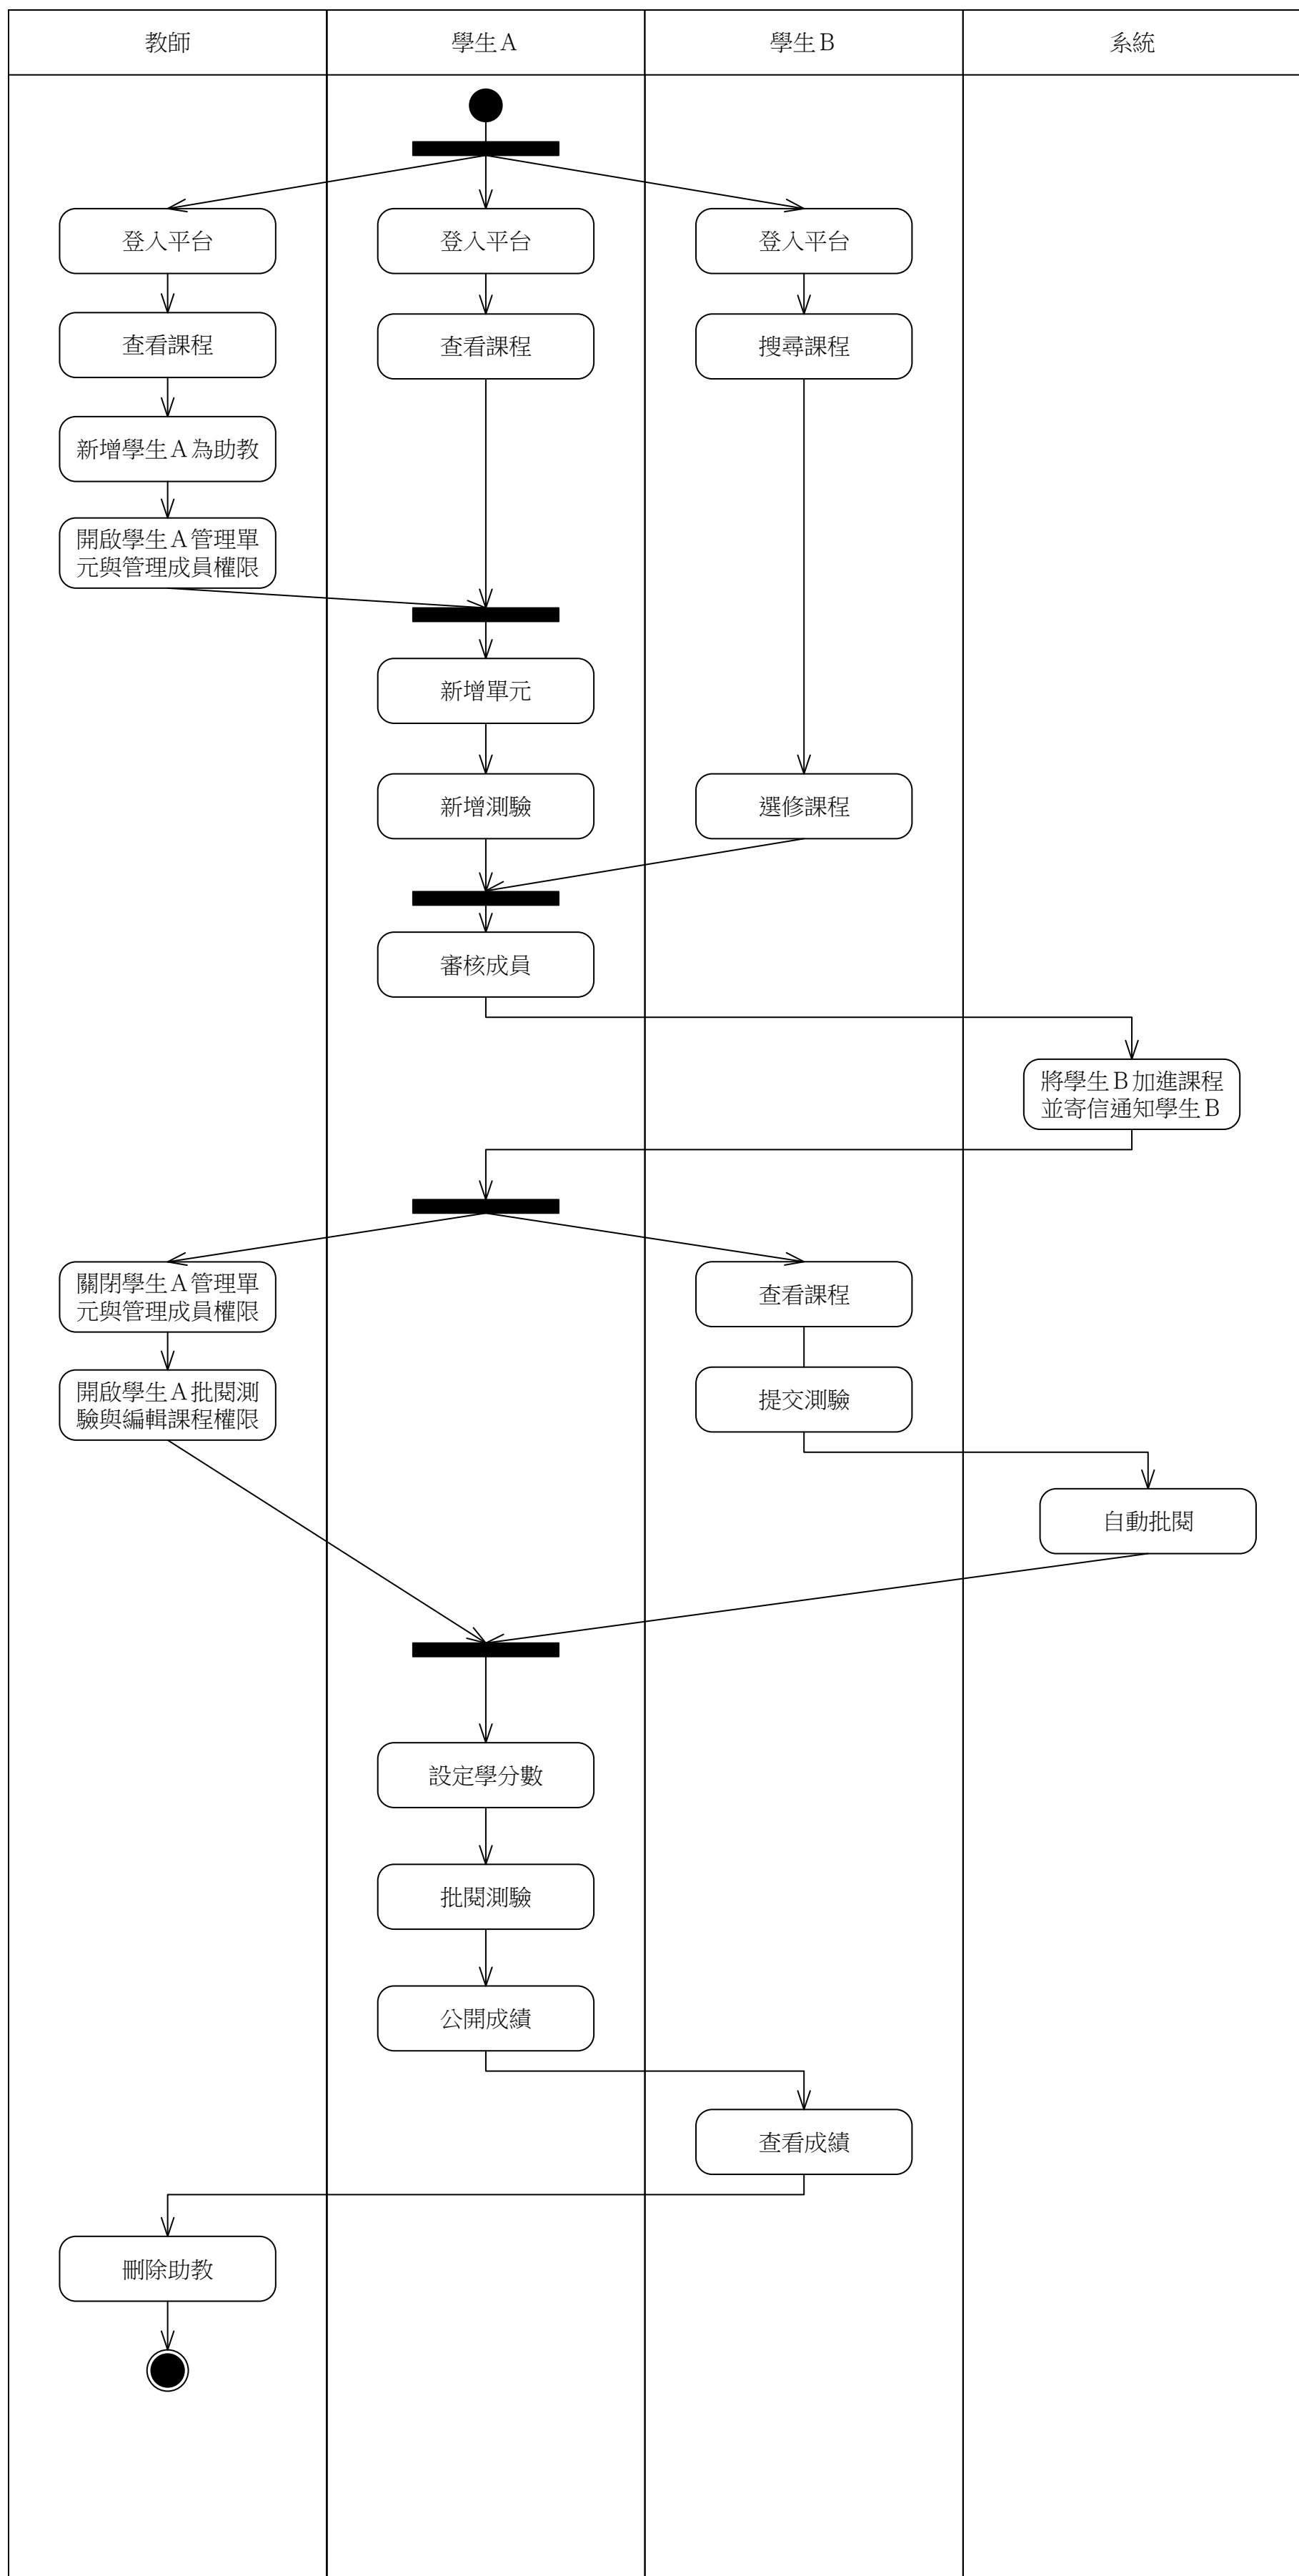 教師
學生A
學生B
系統
登入平台
登入平台
登入平台
查看課程
查看課程
搜尋課程
新增學生A為助教
開啟學生A管理單
元與管理成員權限
新增單元
新增測驗
選修課程
審核成員
將學生B加進課程
並寄信通知學生B
關閉學生A管理單
元與管理成員權限
查看課程
開啟學生A批閱測
驗與編輯課程權限
提交測驗
自動批閱
設定學分數
批閱測驗
公開成績
查看成績
刪除助教